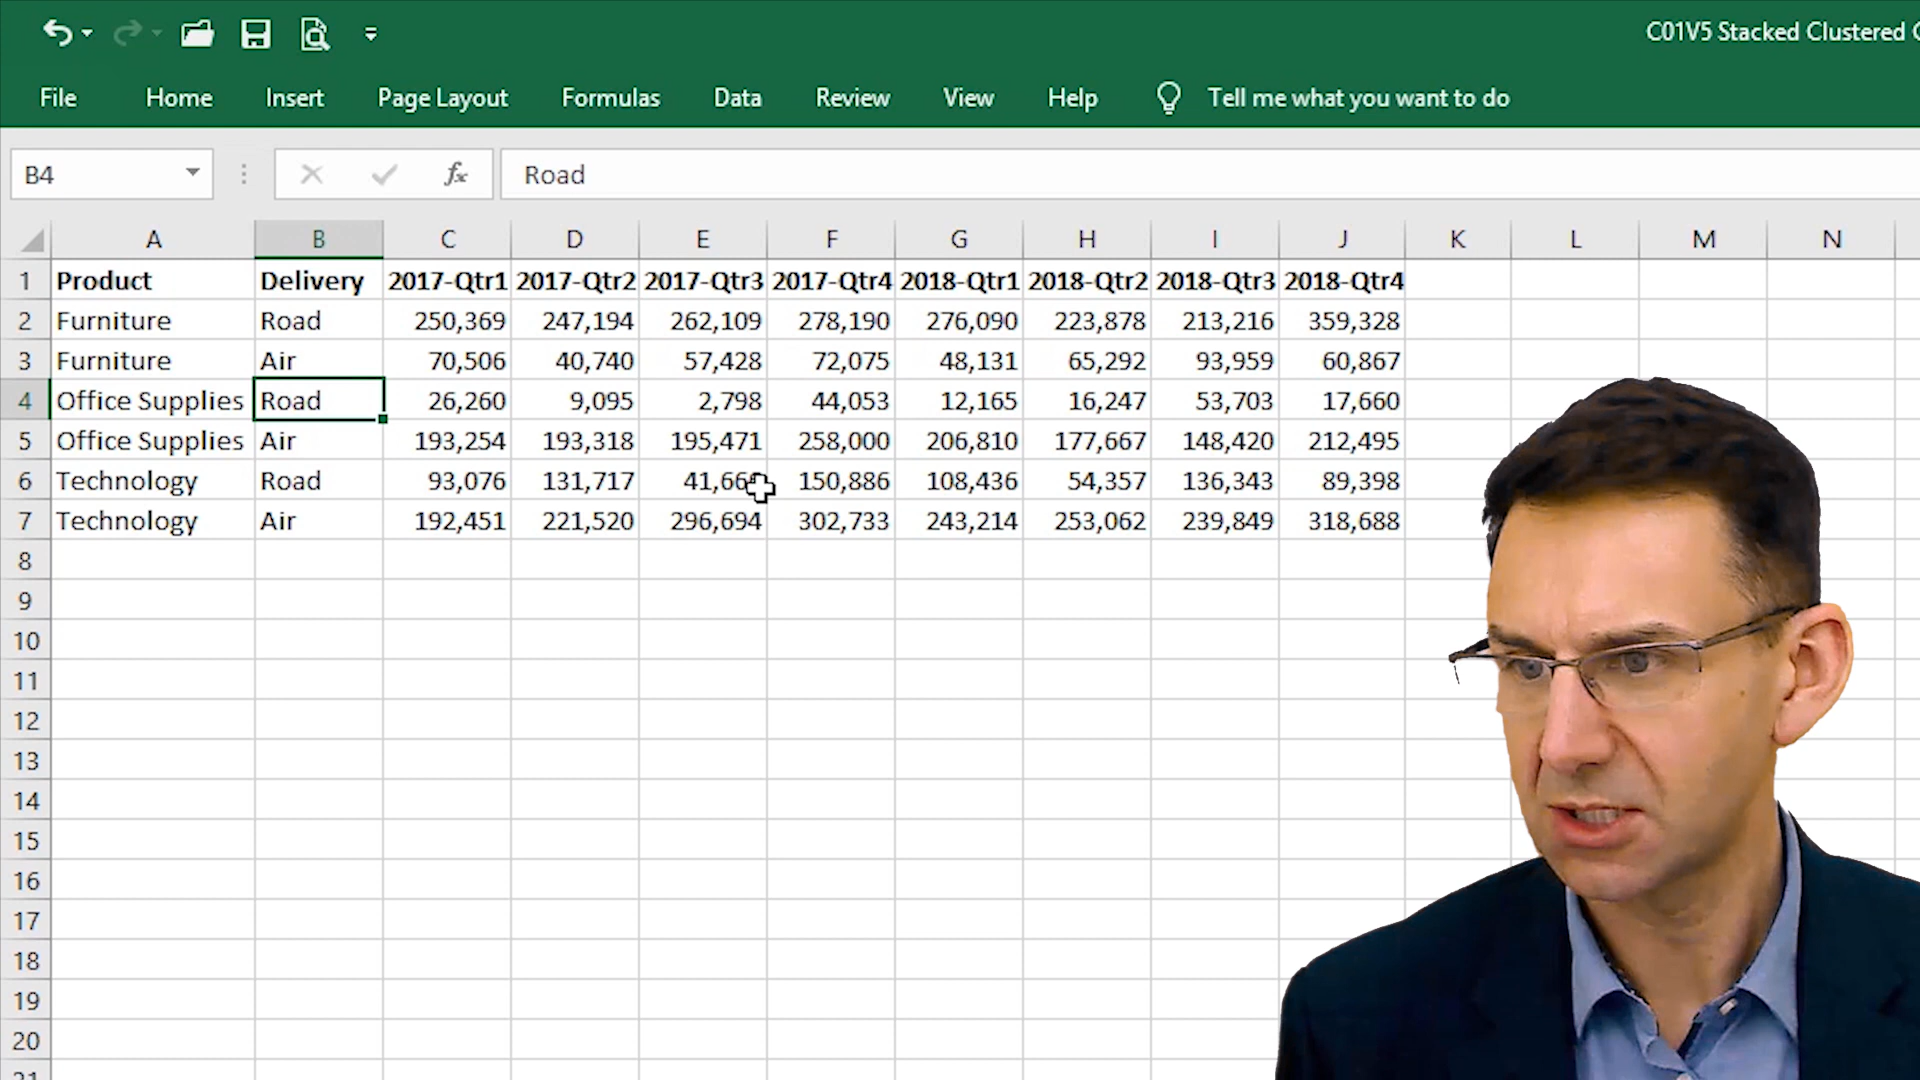 C01V5 Stacked Clustered
File Home Insert Page Layout Formulas Data Review View Help Tell me what you want to do
B4 fx Road
A B C D E F G H I J K L M N
1 Product Delivery 2017-Qtr1 2017-Qtr2 2017-Qtr3 2017-Qtr4 2018-Qtr1 2018-Qtr2 2018-Qtr3 2018-Qtr4
2 Furniture Road 250,369 247,194 262,109 278,190 276,090 223,878 213,216 359,328
3 Furniture Air 70,506 40,740 57,428 72,075 48,131 65,292 93,959 60,867
4 Office Supplies Road 26,260 9,095 2,798 44,053 12,165 16,247 53,703 17,660
5 Office Supplies Air 193,254 193,318 195,471 258,000 206,810 177,667 148,420 212,495
6 Technology Road 93,076 131,717 150,886 108,436 54,357 136,343 89,398
7 Technology Air 192,451 221,520 296,694 302,733 243,214 253,062 239,849 318,688
8
9
10
11
12
13
14
15
16
17
18
19
20